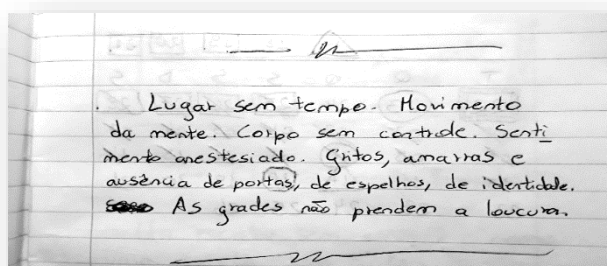 . Lugar sem tempo. Movimento
da mente. Corpo sem controle. Senti
mento anestesiado. Gritos, amarras e
ausência de portas, de espelhos, de identidade.
As grades não prendem a loucura.